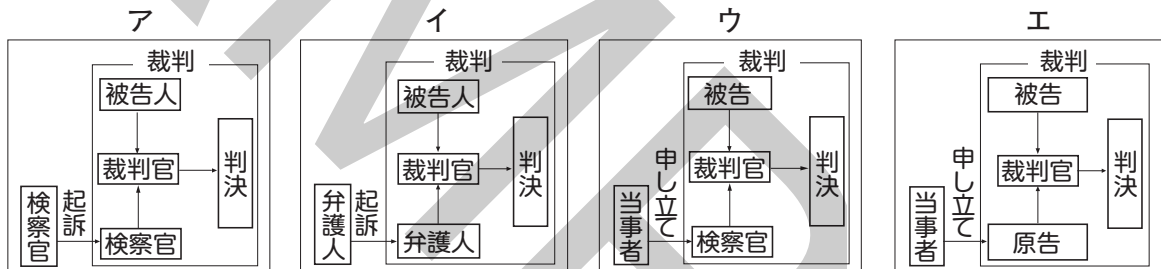 ア
裁判
被告人
裁判官
判決
検察官
起訴
検察官
イ
裁判
被告人
裁判官
判決
弁護人
起訴
弁護人
ウ
裁判
被告
裁判官
判決
当事者
申し立て
検察官
エ
裁判
被告
裁判官
判決
当事者
申し立て
原告